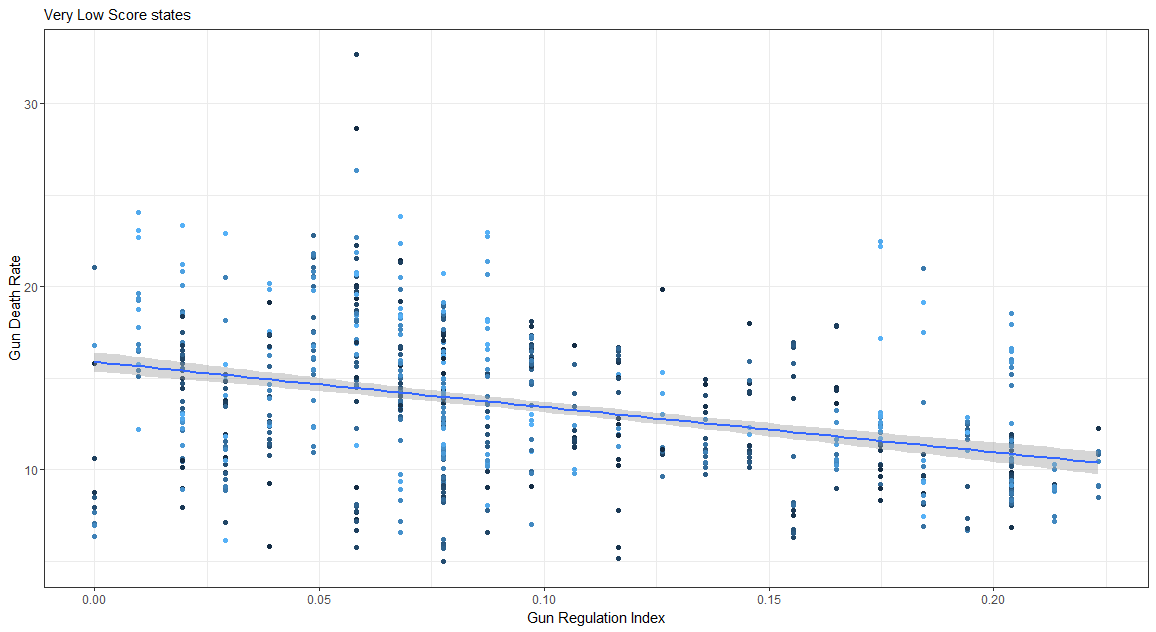 Very Low Score states
Gun Death Rate
30
20
10
0.00 0.05 0.10 0.15 0.20
Gun Regulation Index